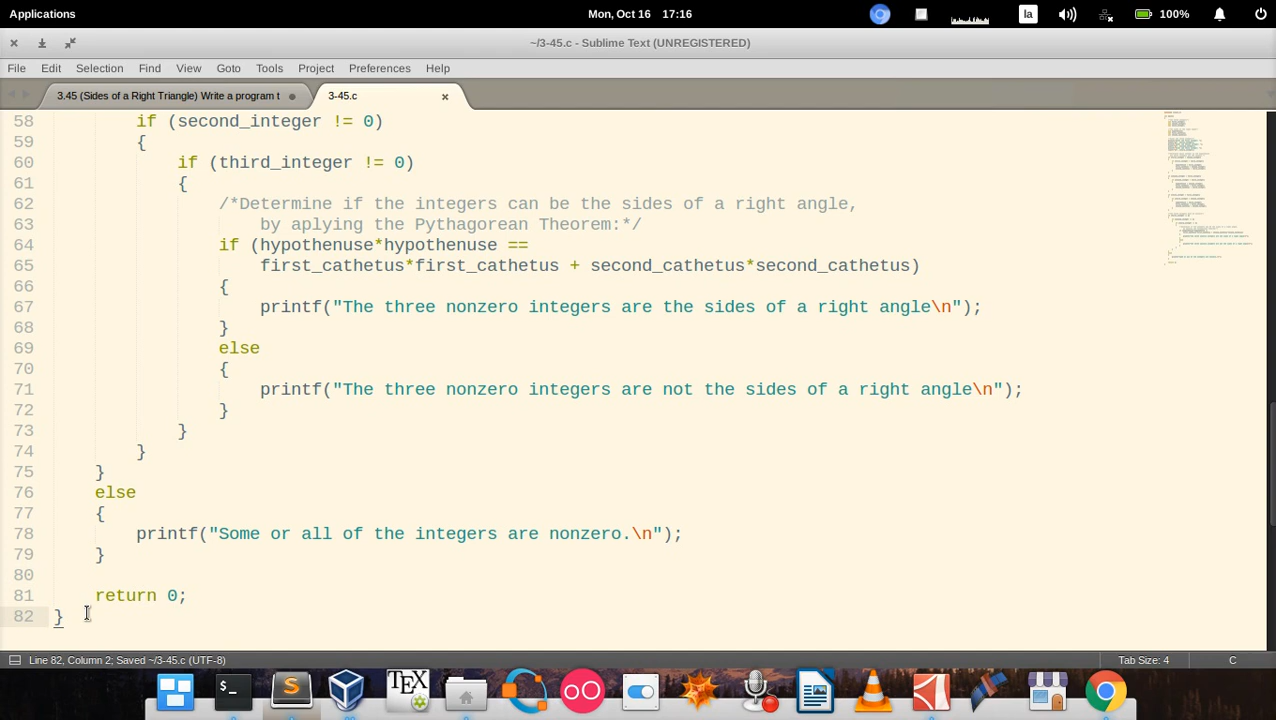 Applications
Mon, Oct 16 17:16
la
100%
~/3-45.c - Sublime Text (UNREGISTERED)
File Edit Selection Find View Goto Tools Project Preferences Help
3.45 (Sides of a Right Triangle) Write a program t
3-45.c
58 if (second_integer != 0)
59 {
60 if (third_integer != 0)
61 {
62 /*Determine if the integers can be the sides of a right angle,
63 by aplying the Pythagorean Theorem:*/
64 if (hypothenuse*hypothenuse ==
65 first_cathetus*first_cathetus + second_cathetus*second_cathetus)
66 {
67 printf("The three nonzero integers are the sides of a right angle\n");
68 }
69 else
70 {
71 printf("The three nonzero integers are not the sides of a right angle\n");
72 }
73 }
74 }
75 }
76 else
77 {
78 printf("Some or all of the integers are nonzero.\n");
79 }
80
81 return 0;
82 }
Line 82, Column 2; Saved ~/3-45.c (UTF-8)
Tab Size: 4
C
>_
TEX